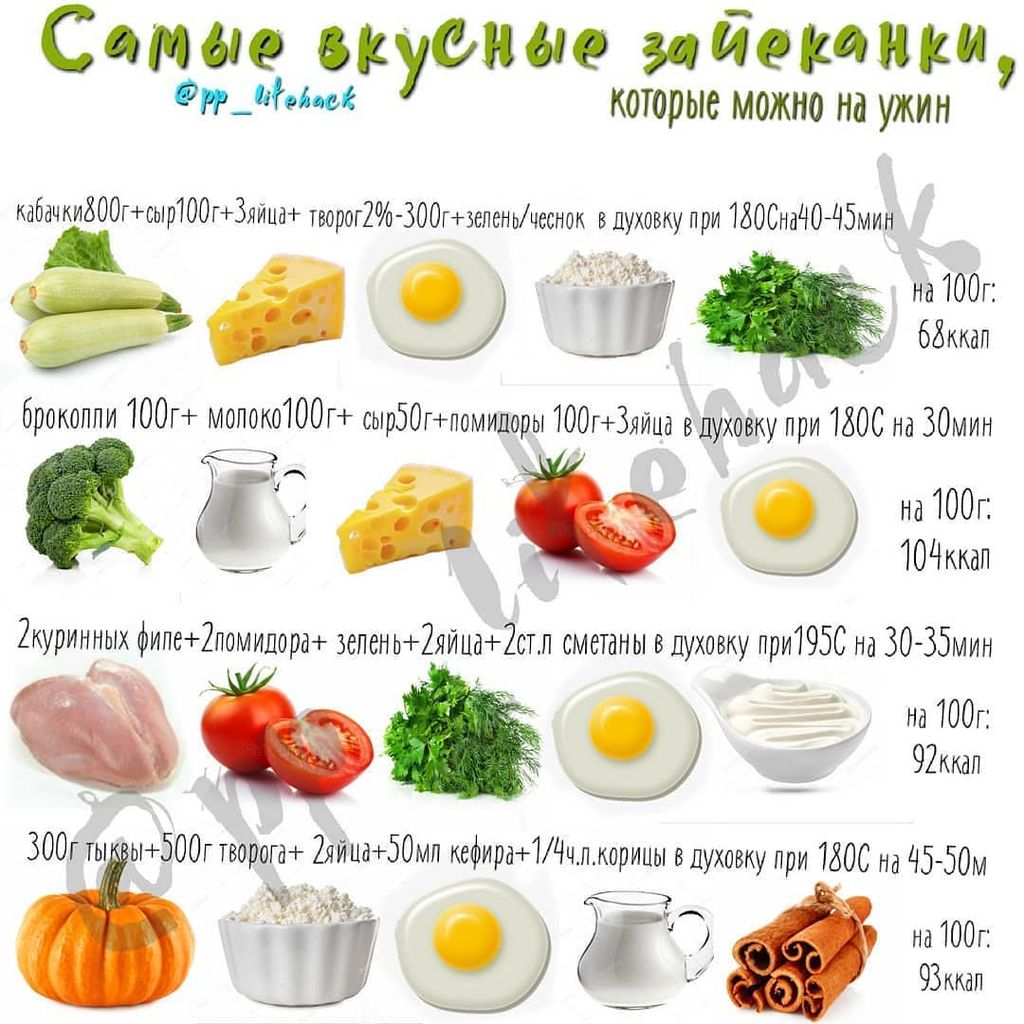 Самые вкусные запеканки,
@pp_lifehack
которые можно на ужин
кабачки800г+сыр100г+3яйца+ творог2%-300г+зелень/чеснок в духовку при 180Сна40-45мин
на 100г:
68ккал
брокколи 100г+ молоко100г+ сыр50г+помидоры 100г+3яйца в духовку при 180С на 30мин
на 100г:
104ккал
2куринных филе+2помидора+ зелень+2яйца+2ст.л сметаны в духовку при195С на 30-35мин
на 100г:
92ккал
300г тыквы+500г творога+ 2яйца+50мл кефира+1/4ч.л.корицы в духовку при 180С на 45-50м
на 100г:
93ккал
@pp_lifehack